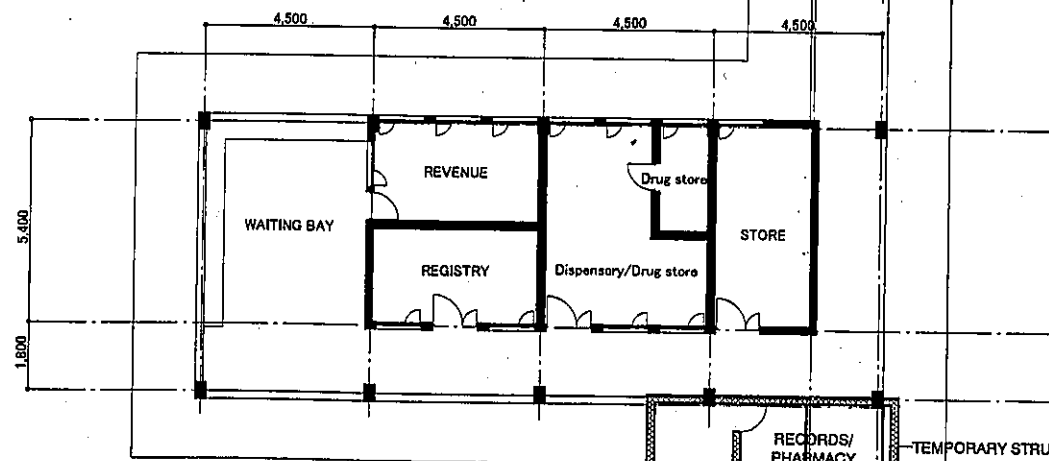 4,500
4,500
4,500
4,500
REVENUE
Drug store
WAITING BAY
STORE
5,400
REGISTRY
Dispensary/Drug store
1,800
RECORDS/
PHARMACY
TEMPORARY STRU